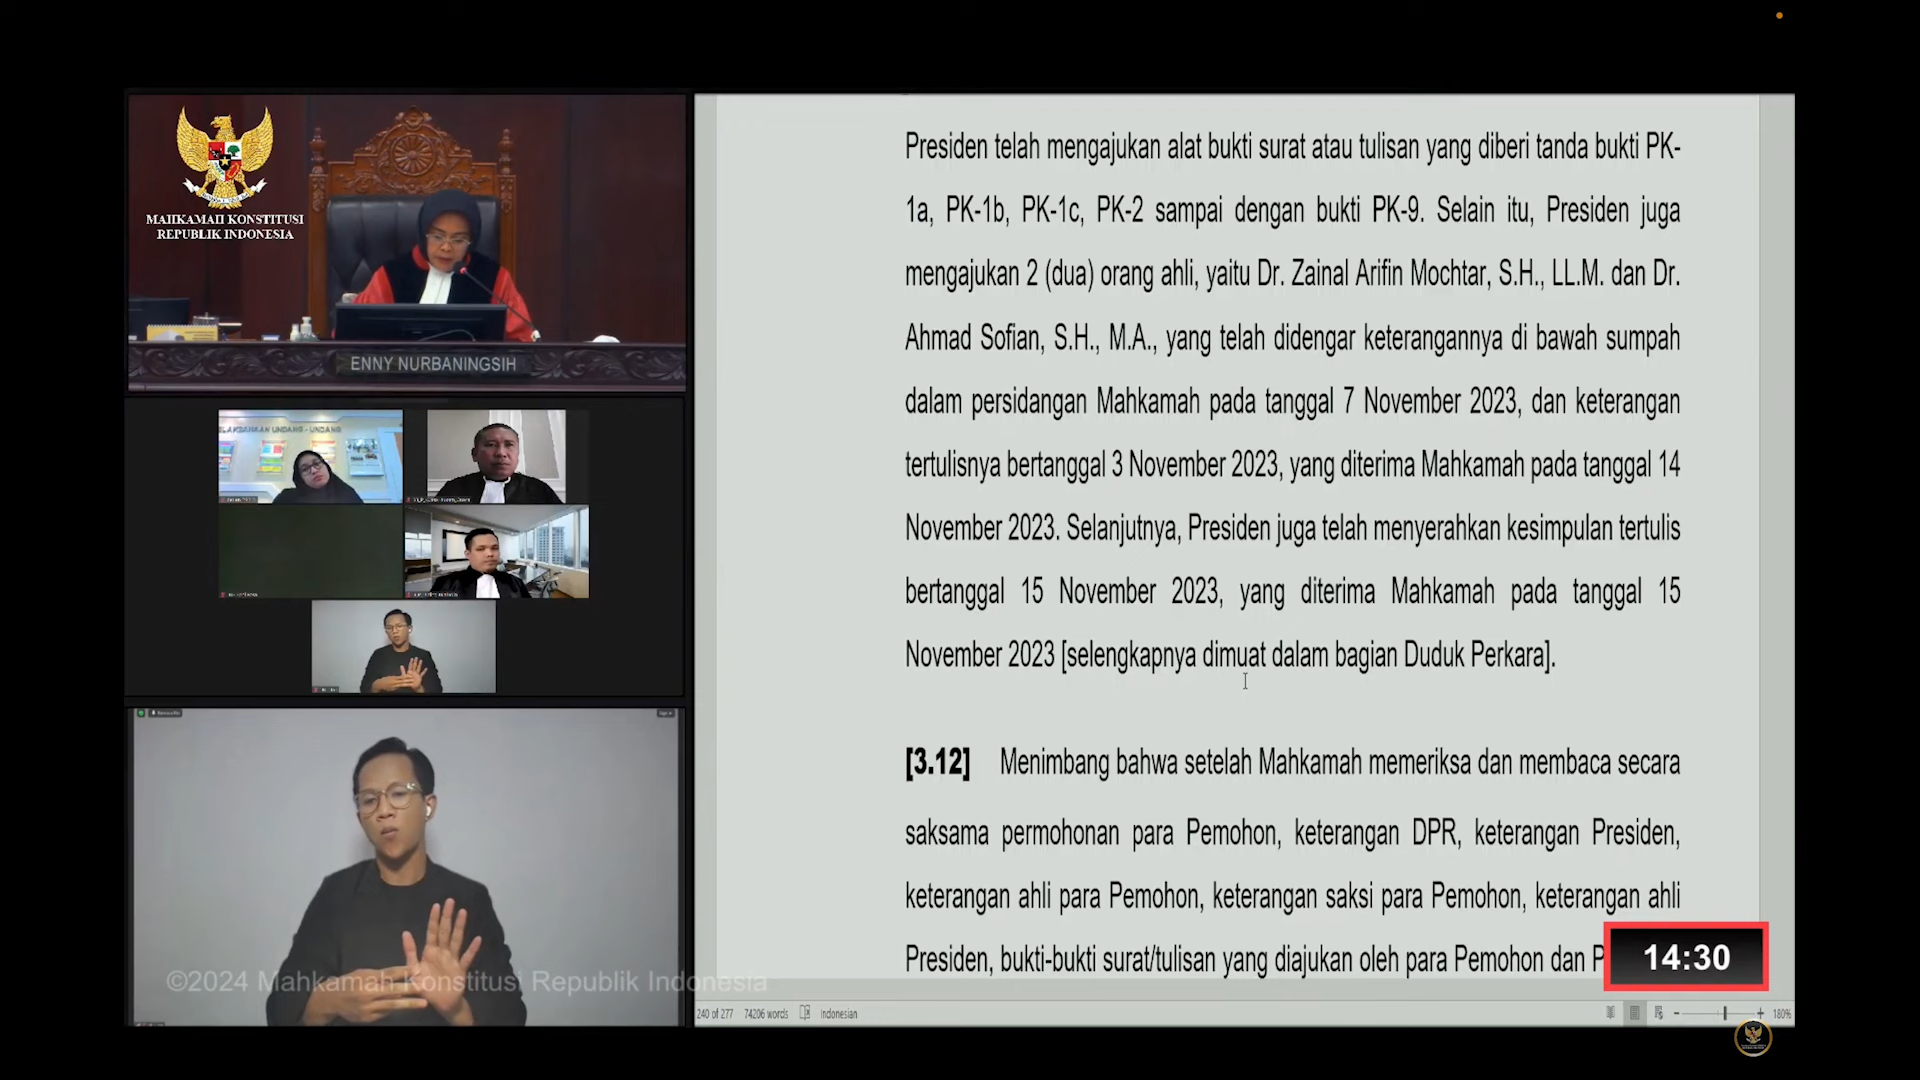 MAHKAMAH KONSTITUSI
REPUBLIK INDONESIA
ENNY NURBANINGSIH
UNDANG - UNDANG
©2024 Mahkamah Konstitusi Republik Indonesia
Presiden telah mengajukan alat bukti surat atau tulisan yang diberi tanda bukti PK-
1a, PK-1b, PK-1c, PK-2 sampai dengan bukti PK-9. Selain itu, Presiden juga
mengajukan 2 (dua) orang ahli, yaitu Dr. Zainal Arifin Mochtar, S.H., LL.M. dan Dr.
Ahmad Sofian, S.H., M.A., yang telah didengar keterangannya di bawah sumpah
dalam persidangan Mahkamah pada tanggal 7 November 2023, dan keterangan
tertulisnya bertanggal 3 November 2023, yang diterima Mahkamah pada tanggal 14
November 2023. Selanjutnya, Presiden juga telah menyerahkan kesimpulan tertulis
bertanggal 15 November 2023, yang diterima Mahkamah pada tanggal 15
November 2023 [selengkapnya dimuat dalam bagian Duduk Perkara].
[3.12] Menimbang bahwa setelah Mahkamah memeriksa dan membaca secara
saksama permohonan para Pemohon, keterangan DPR, keterangan Presiden,
keterangan ahli para Pemohon, keterangan saksi para Pemohon, keterangan ahli
Presiden, bukti-bukti surat/tulisan yang diajukan oleh para Pemohon dan P
14:30
240 of 277 74206 words Indonesian
180%